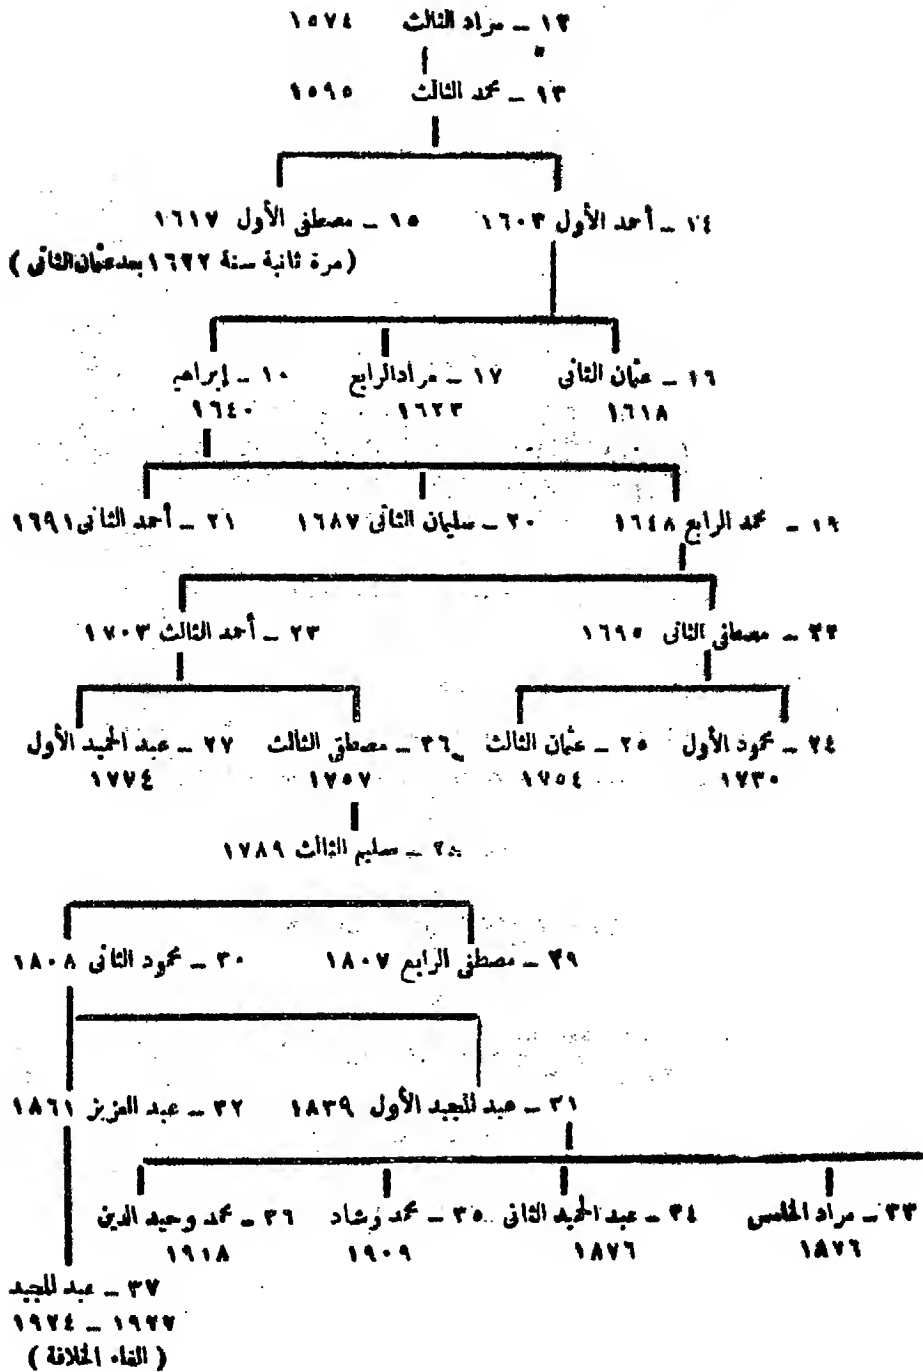 ١٢ – مراد الثالث ١٥٧٤
١٣ – محمد الثالث ١٥٩٥
١٤ – أحمد الأول ١٦٠٣ ١٥ – مصطفى الأول ١٦١٧
(مرة ثانية سنة ١٦٢٢ بعد عثمان الثانى)
١٦ – عثمان الثانى ١٧ – مراد الرابع ١٠ – إبراهيم
١٦١٨ ١٦٢٣ ١٦٤٠
١٩ – محمد الرابع ١٦٤٨ ٢٠ – سليمان الثانى ١٦٨٧ ٢١ – أحمد الثانى ١٦٩١
٢٢ – مصطفى الثانى ١٦٩٥ ٢٣ – أحمد الثالث ١٧٠٣
٢٤ – محمود الأول ٢٥ – عثمان الثالث ٢٦ – مصطفى الثالث ٢٧ – عبد الحميد الأول
١٧٣٠ ١٧٥٤ ١٧٥٧ ١٧٧٤
٢٨ – سليم الثالث ١٧٨٩
٢٩ – مصطفى الرابع ١٨٠٧ ٣٠ – محمود الثانى ١٨٠٨
٣١ – عبد المجيد الأول ١٨٣٩ ٣٢ – عبد العزيز ١٨٦١
٣٣ – مراد الخامس ٣٤ – عبد الحميد الثانى ٣٥ – محمد رشاد ٣٦ – محمد وحيد الدين
١٨٧٦ ١٨٧٦ ١٩٠٩ ١٩١٨
٣٧ – عبد المجيد
١٩٢٢ – ١٩٢٤
(الغاء الخلافة)